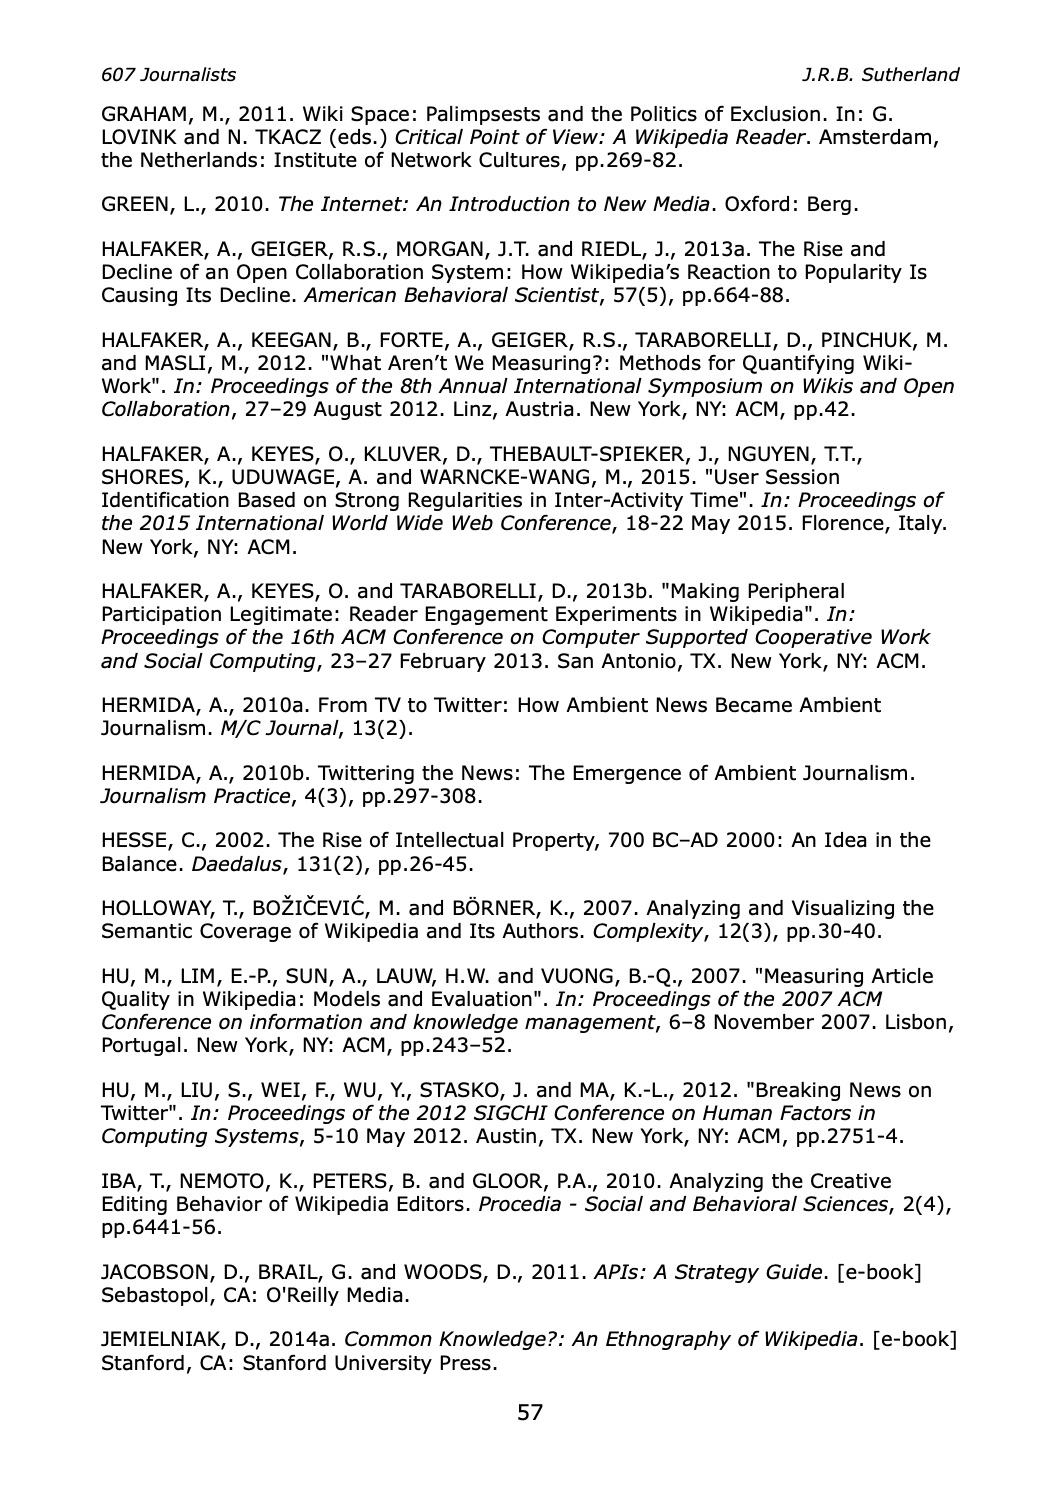 607 Journalists J.R.B. Sutherland
GRAHAM, M., 2011. Wiki Space: Palimpsests and the Politics of Exclusion. In: G.
LOVINK and N. TKACZ (eds.) Critical Point of View: A Wikipedia Reader. Amsterdam,
the Netherlands: Institute of Network Cultures, pp.269-82.
GREEN, L., 2010. The Internet: An Introduction to New Media. Oxford: Berg.
HALFAKER, A., GEIGER, R.S., MORGAN, J.T. and RIEDL, J., 2013a. The Rise and
Decline of an Open Collaboration System: How Wikipedia’s Reaction to Popularity Is
Causing Its Decline. American Behavioral Scientist, 57(5), pp.664-88.
HALFAKER, A., KEEGAN, B., FORTE, A., GEIGER, R.S., TARABORELLI, D., PINCHUK, M.
and MASLI, M., 2012. "What Aren’t We Measuring?: Methods for Quantifying Wiki-
Work". In: Proceedings of the 8th Annual International Symposium on Wikis and Open
Collaboration, 27–29 August 2012. Linz, Austria. New York, NY: ACM, pp.42.
HALFAKER, A., KEYES, O., KLUVER, D., THEBAULT-SPIEKER, J., NGUYEN, T.T.,
SHORES, K., UDUWAGE, A. and WARNCKE-WANG, M., 2015. "User Session
Identification Based on Strong Regularities in Inter-Activity Time". In: Proceedings of
the 2015 International World Wide Web Conference, 18-22 May 2015. Florence, Italy.
New York, NY: ACM.
HALFAKER, A., KEYES, O. and TARABORELLI, D., 2013b. "Making Peripheral
Participation Legitimate: Reader Engagement Experiments in Wikipedia". In:
Proceedings of the 16th ACM Conference on Computer Supported Cooperative Work
and Social Computing, 23–27 February 2013. San Antonio, TX. New York, NY: ACM.
HERMIDA, A., 2010a. From TV to Twitter: How Ambient News Became Ambient
Journalism. M/C Journal, 13(2).
HERMIDA, A., 2010b. Twittering the News: The Emergence of Ambient Journalism.
Journalism Practice, 4(3), pp.297-308.
HESSE, C., 2002. The Rise of Intellectual Property, 700 BC–AD 2000: An Idea in the
Balance. Daedalus, 131(2), pp.26-45.
HOLLOWAY, T., BOŽIČEVIĆ, M. and BÖRNER, K., 2007. Analyzing and Visualizing the
Semantic Coverage of Wikipedia and Its Authors. Complexity, 12(3), pp.30-40.
HU, M., LIM, E.-P., SUN, A., LAUW, H.W. and VUONG, B.-Q., 2007. "Measuring Article
Quality in Wikipedia: Models and Evaluation". In: Proceedings of the 2007 ACM
Conference on information and knowledge management, 6–8 November 2007. Lisbon,
Portugal. New York, NY: ACM, pp.243–52.
HU, M., LIU, S., WEI, F., WU, Y., STASKO, J. and MA, K.-L., 2012. "Breaking News on
Twitter". In: Proceedings of the 2012 SIGCHI Conference on Human Factors in
Computing Systems, 5-10 May 2012. Austin, TX. New York, NY: ACM, pp.2751-4.
IBA, T., NEMOTO, K., PETERS, B. and GLOOR, P.A., 2010. Analyzing the Creative
Editing Behavior of Wikipedia Editors. Procedia - Social and Behavioral Sciences, 2(4),
pp.6441-56.
JACOBSON, D., BRAIL, G. and WOODS, D., 2011. APIs: A Strategy Guide. [e-book]
Sebastopol, CA: O'Reilly Media.
JEMIELNIAK, D., 2014a. Common Knowledge?: An Ethnography of Wikipedia. [e-book]
Stanford, CA: Stanford University Press.
57